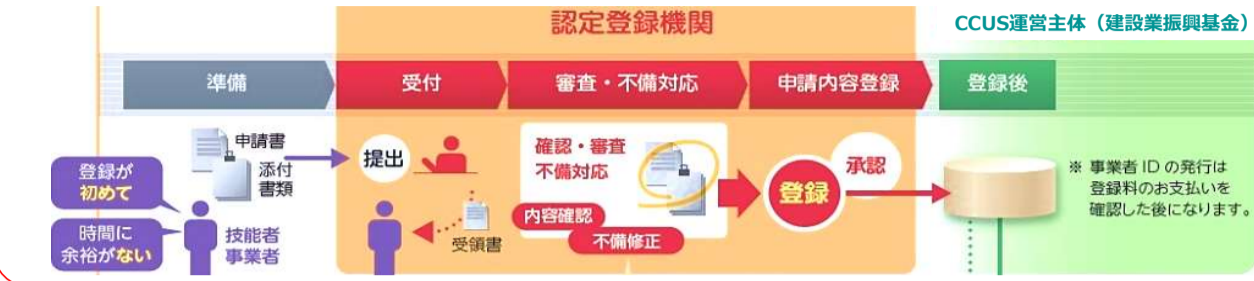 認定登録機関
CCUS運営主体（建設業振興基金）
準備
受付
審査・不備対応
申請内容登録
登録後
登録が
初めて
時間に
余裕がない
申請書
添付
書類
技能者
事業者
提出
受領書
確認・審査
不備対応
内容確認
不備修正
登録
承認
※ 事業者 ID の発行は
登録料のお支払いを
確認した後になります。